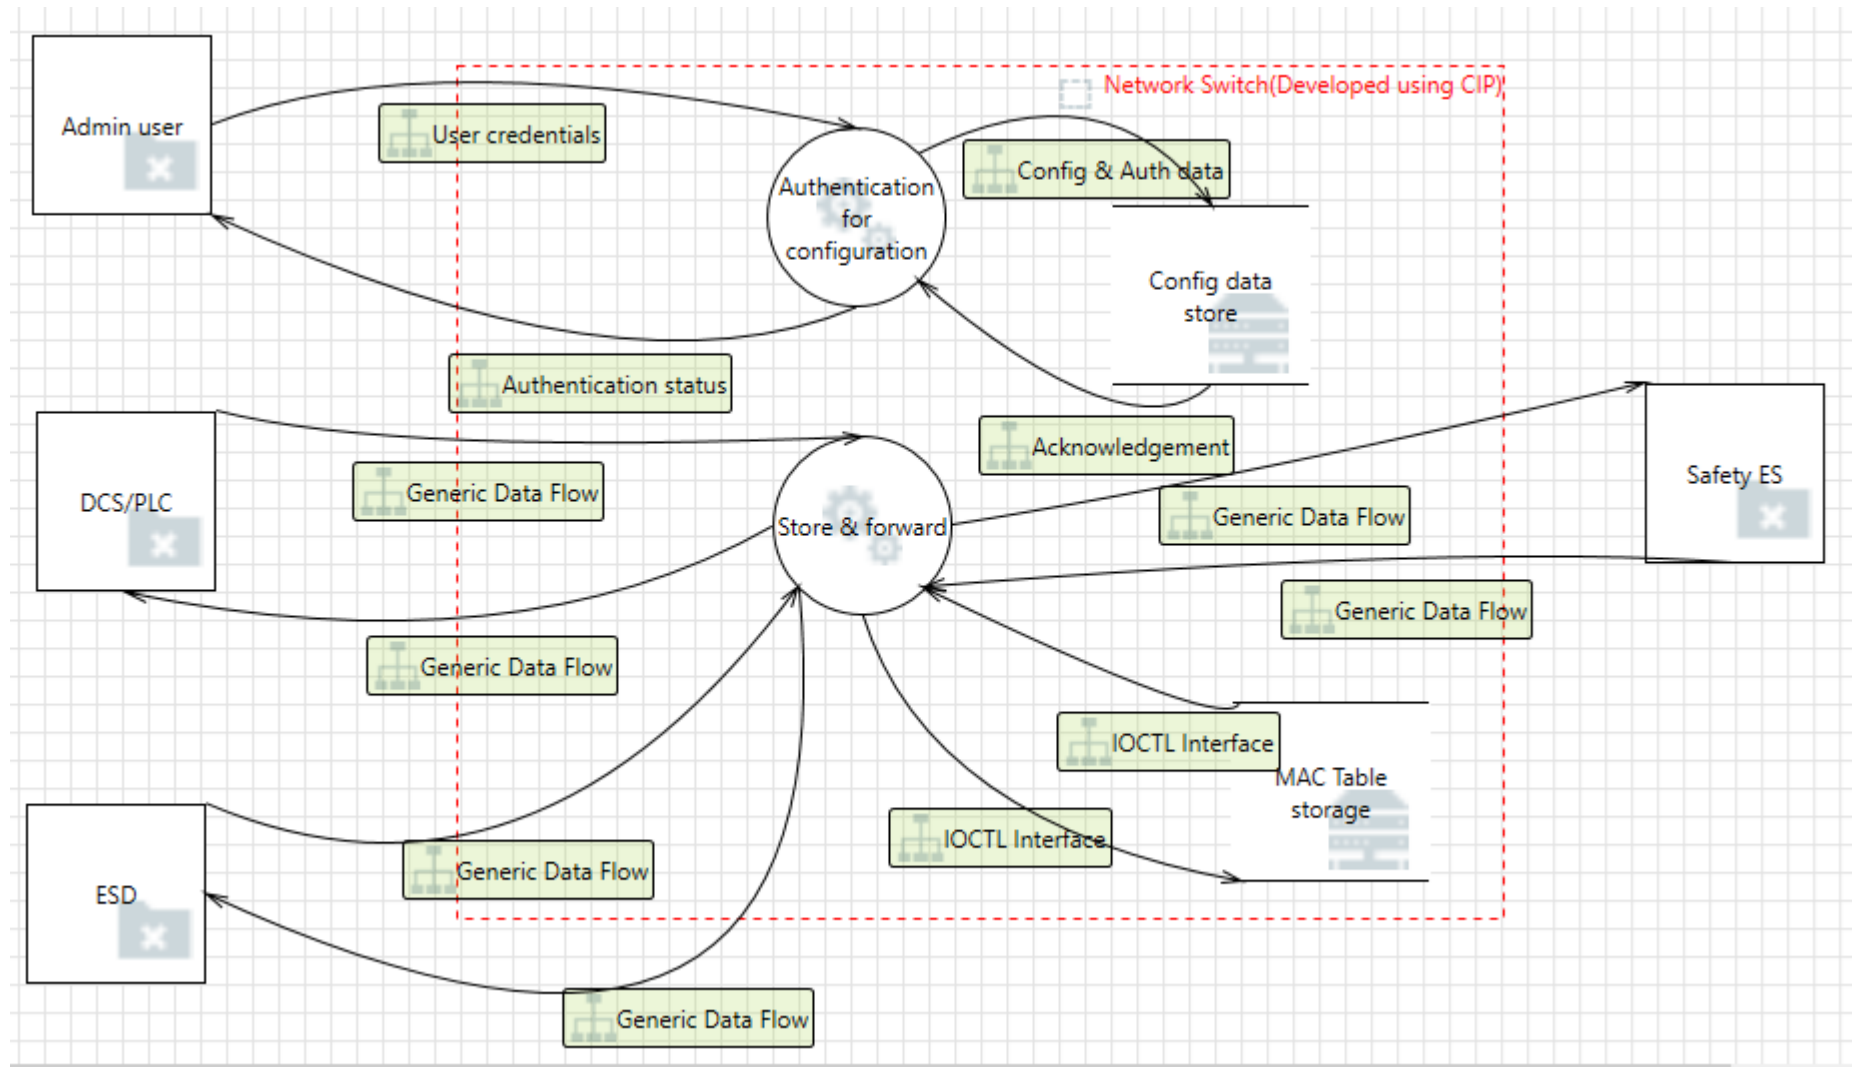 Network Switch(Developed using CIP)
Admin user
User credentials
Config & Auth data
Authentication
for
configuration
Config data
store
Authentication status
Acknowledgement
DCS/PLC
Generic Data Flow
Store & forward
Generic Data Flow
Safety ES
Generic Data Flow
Generic Data Flow
IOCTL Interface
MAC Table
storage
IOCTL Interface
Generic Data Flow
ESD
Generic Data Flow